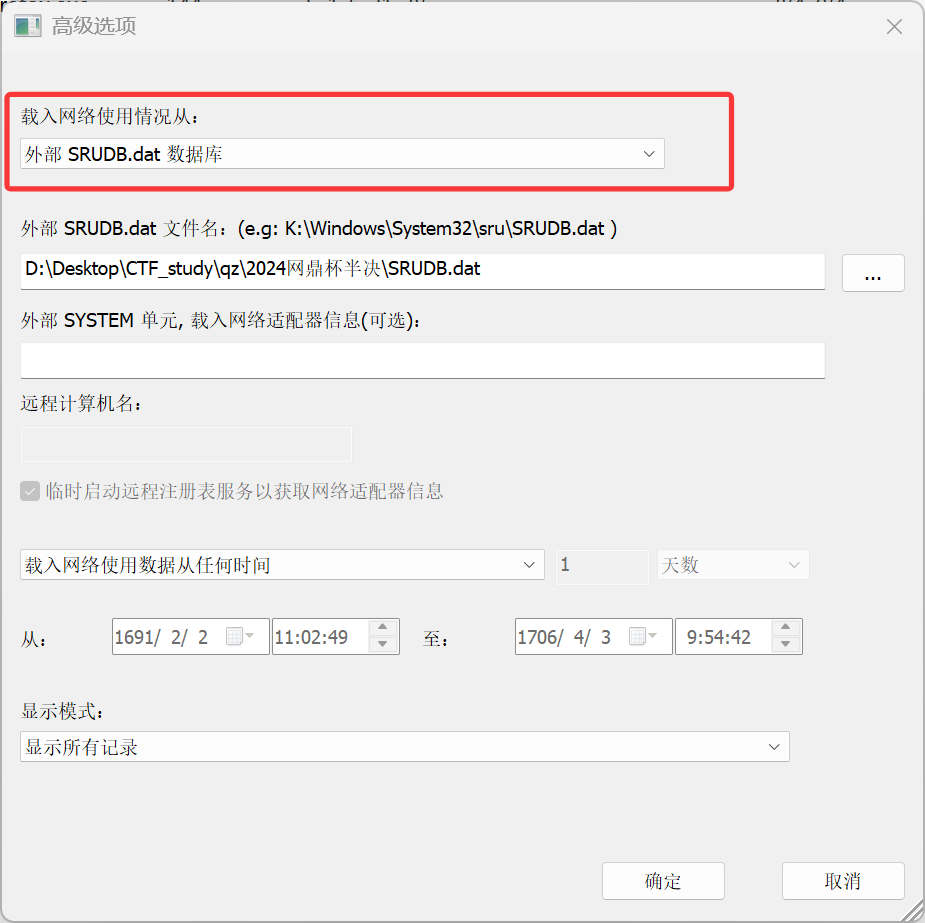 高级选项
载入网络使用情况从:
外部 SRUDB.dat 数据库
外部 SRUDB.dat 文件名: (e.g: K:\Windows\System32\sru\SRUDB.dat )
D:\Desktop\CTF_study\qz\2024网鼎杯半决\SRUDB.dat
...
外部 SYSTEM 单元, 载入网络适配器信息(可选):
远程计算机名:
临时启动远程注册表服务以获取网络适配器信息
载入网络使用数据从任何时间 1 天数
从: 1691/ 2/ 2 11:02:49 至: 1706/ 4/ 3 9:54:42
显示模式:
显示所有记录
确定 取消